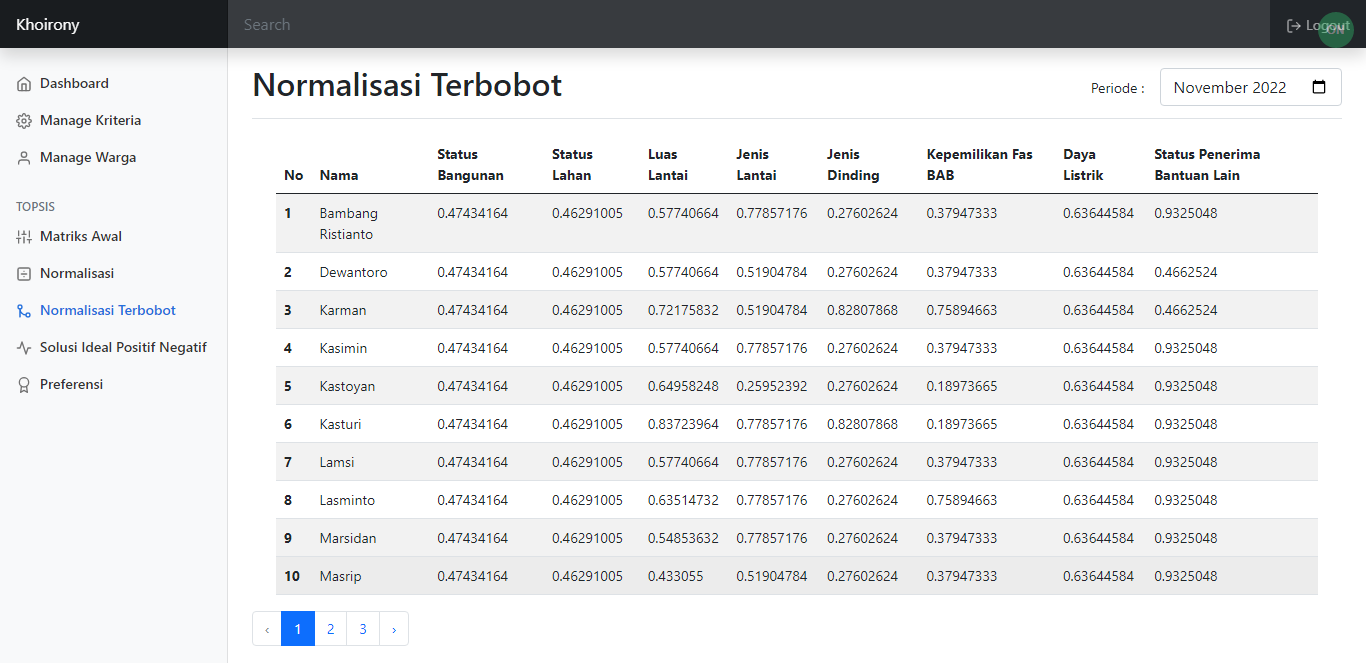 Khoirony
Search
Logout
ON
Dashboard
Manage Kriteria
Manage Warga
TOPSIS
Matriks Awal
Normalisasi
Normalisasi Terbobot
Solusi Ideal Positif Negatif
Preferensi
Normalisasi Terbobot
Periode :
November 2022
No Nama Status Bangunan Status Lahan Luas Lantai Jenis Lantai Jenis Dinding Kepemilikan Fas BAB Daya Listrik Status Penerima Bantuan Lain
1 Bambang Ristianto 0.47434164 0.46291005 0.57740664 0.77857176 0.27602624 0.37947333 0.63644584 0.9325048
2 Dewantoro 0.47434164 0.46291005 0.57740664 0.51904784 0.27602624 0.37947333 0.63644584 0.4662524
3 Karman 0.47434164 0.46291005 0.72175832 0.51904784 0.82807868 0.75894663 0.63644584 0.4662524
4 Kasimin 0.47434164 0.46291005 0.57740664 0.77857176 0.27602624 0.37947333 0.63644584 0.9325048
5 Kastoyan 0.47434164 0.46291005 0.64958248 0.25952392 0.27602624 0.18973665 0.63644584 0.9325048
6 Kasturi 0.47434164 0.46291005 0.83723964 0.77857176 0.82807868 0.18973665 0.63644584 0.9325048
7 Lamsi 0.47434164 0.46291005 0.57740664 0.77857176 0.27602624 0.37947333 0.63644584 0.9325048
8 Lasminto 0.47434164 0.46291005 0.63514732 0.77857176 0.27602624 0.75894663 0.63644584 0.9325048
9 Marsidan 0.47434164 0.46291005 0.54853632 0.77857176 0.27602624 0.37947333 0.63644584 0.9325048
10 Masrip 0.47434164 0.46291005 0.433055 0.51904784 0.27602624 0.37947333 0.63644584 0.9325048
‹ 1 2 3 ›